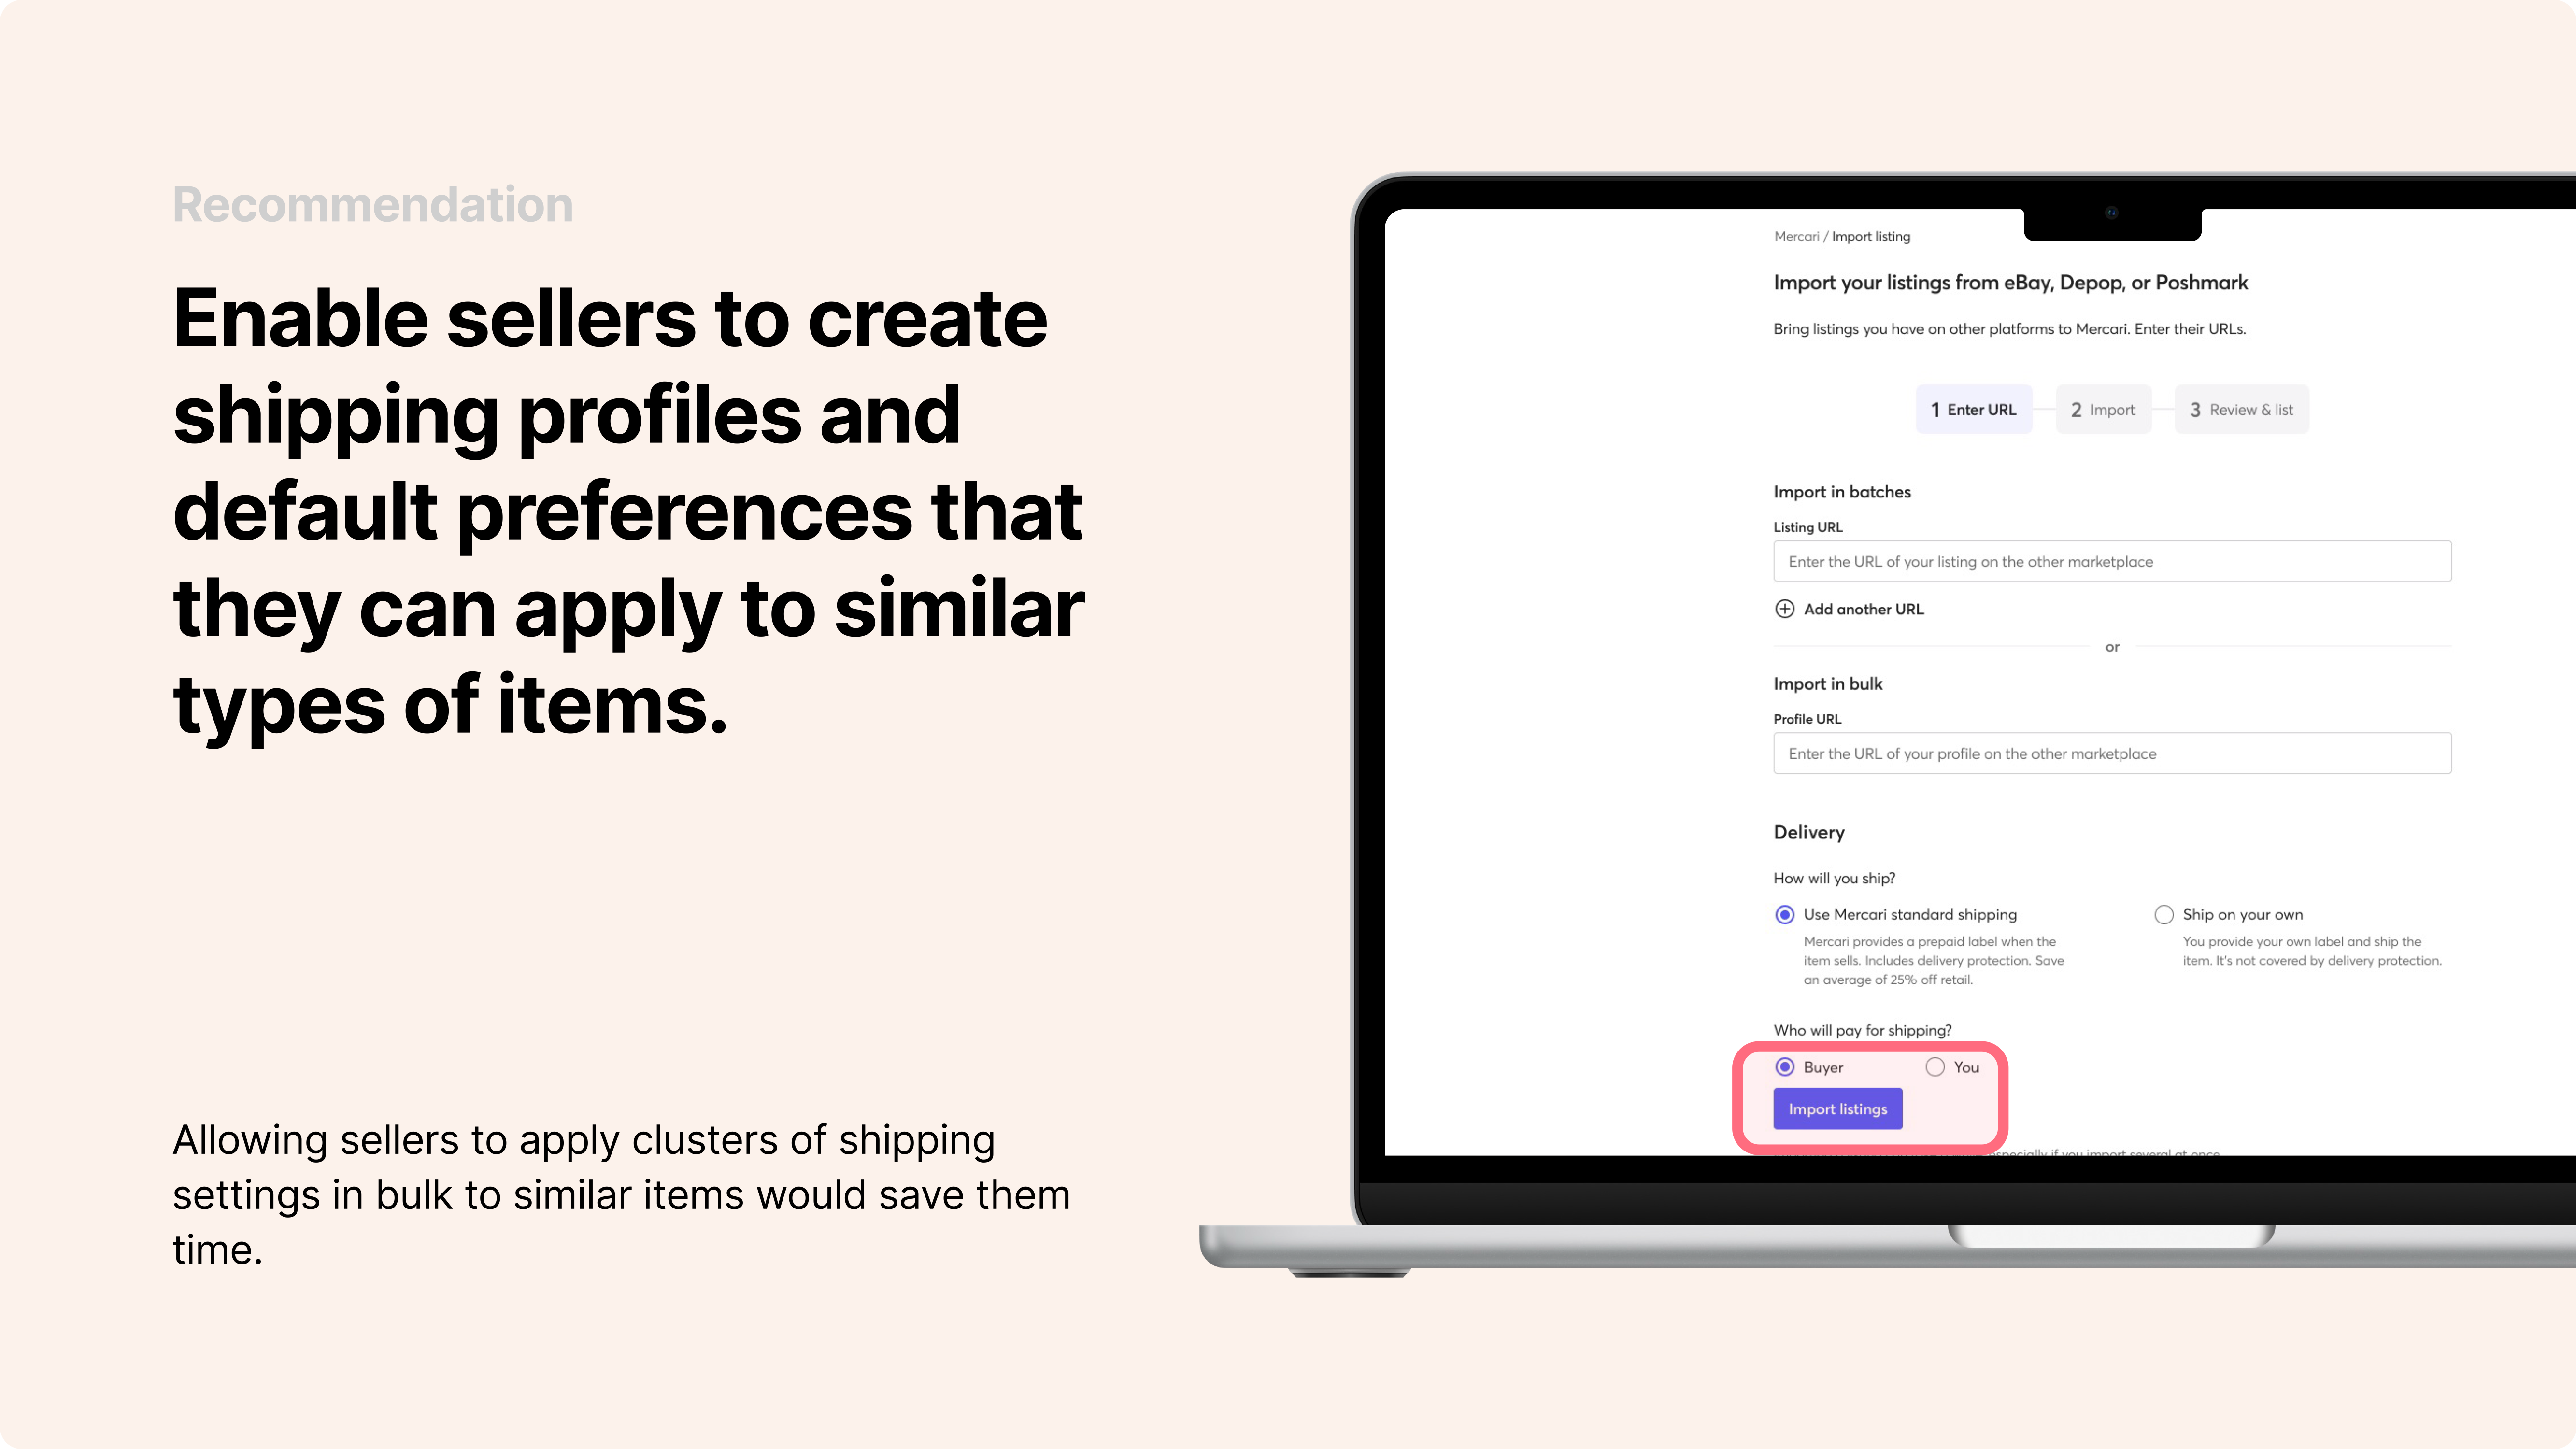 Recommendation
Enable sellers to create
shipping profiles and
default preferences that
they can apply to similar
types of items.
Allowing sellers to apply clusters of shipping
settings in bulk to similar items would save them
time.
Mercari / Import listing
Import your listings from eBay, Depop, or Poshmark
Bring listings you have on other platforms to Mercari. Enter their URLs.
1 Enter URL 2 Import 3 Review & list
Import in batches
Listing URL
Enter the URL of your listing on the other marketplace
Add another URL
or
Import in bulk
Profile URL
Enter the URL of your profile on the other marketplace
Delivery
How will you ship?
Use Mercari standard shipping
Mercari provides a prepaid label when the
item sells. Includes delivery protection. Save
an average of 25% off retail.
Ship on your own
You provide your own label and ship the
item. It's not covered by delivery protection.
Who will pay for shipping?
Buyer You
Import listings
especially if you import several at once